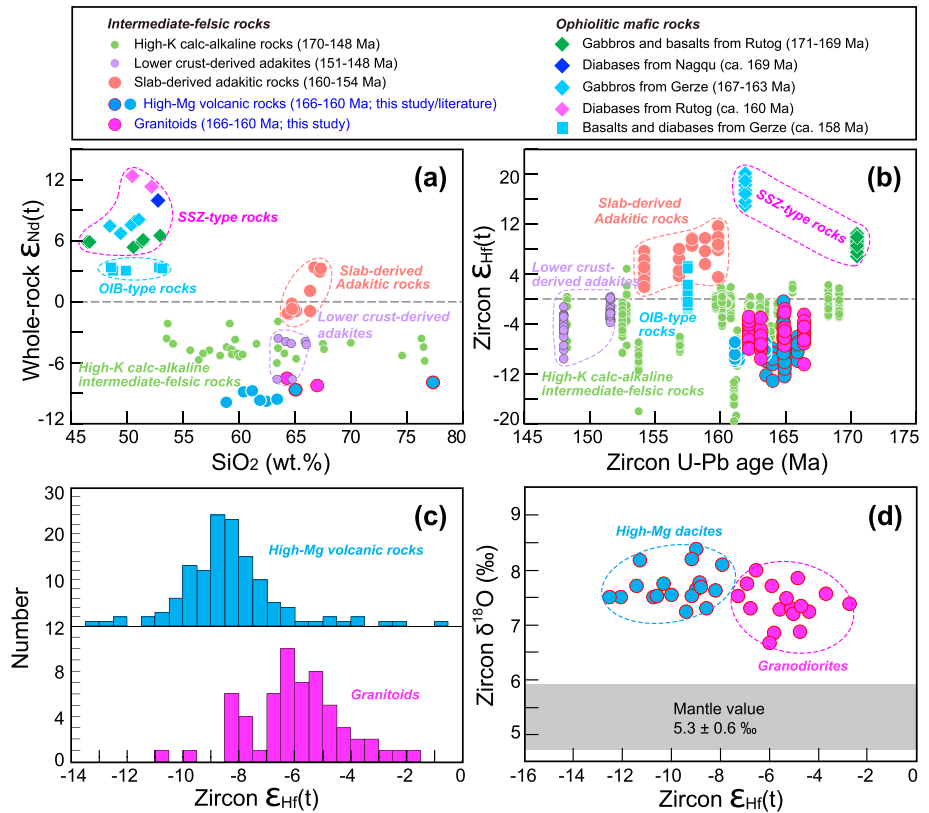 Intermediate-felsic rocks
High-K calc-alkaline rocks (170-148 Ma)
Lower crust-derived adakites (151-148 Ma)
Slab-derived adakitic rocks (160-154 Ma)
High-Mg volcanic rocks (166-160 Ma; this study/literature)
Granitoids (166-160 Ma; this study)
Ophiolitic mafic rocks
Gabbros and basalts from Rutog (171-169 Ma)
Diabases from Nagqu (ca. 169 Ma)
Gabbros from Gerze (167-163 Ma)
Diabases from Rutog (ca. 160 Ma)
Basalts and diabases from Gerze (ca. 158 Ma)
(a)
12
6
0
-6
-12
Whole-rock εNd(t)
SSZ-type rocks
OIB-type rocks
Slab-derived
Adakitic rocks
Lower crust-derived
adakites
High-K calc-alkaline
intermediate-felsic rocks
45 50 55 60 65 70 75 80
SiO2 (wt.%)
(b)
20
12
4
-4
-12
-20
Zircon εHf(t)
Slab-derived
Adakitic rocks
SSZ-type rocks
Lower crust-
derived adakites
OIB-type
rocks
High-K calc-alkaline
intermediate-felsic rocks
145 150 155 160 165 170 175
Zircon U-Pb age (Ma)
(c)
30
20
10
12
8
4
0
Number
High-Mg volcanic rocks
Granitoids
-14 -12 -10 -8 -6 -4 -2 0
Zircon εHf(t)
(d)
9
8
7
6
5
Zircon δ18O (‰)
High-Mg dacites
Granodiorites
Mantle value
5.3 ± 0.6 ‰
-16 -14 -12 -10 -8 -6 -4 -2 0
Zircon εHf(t)